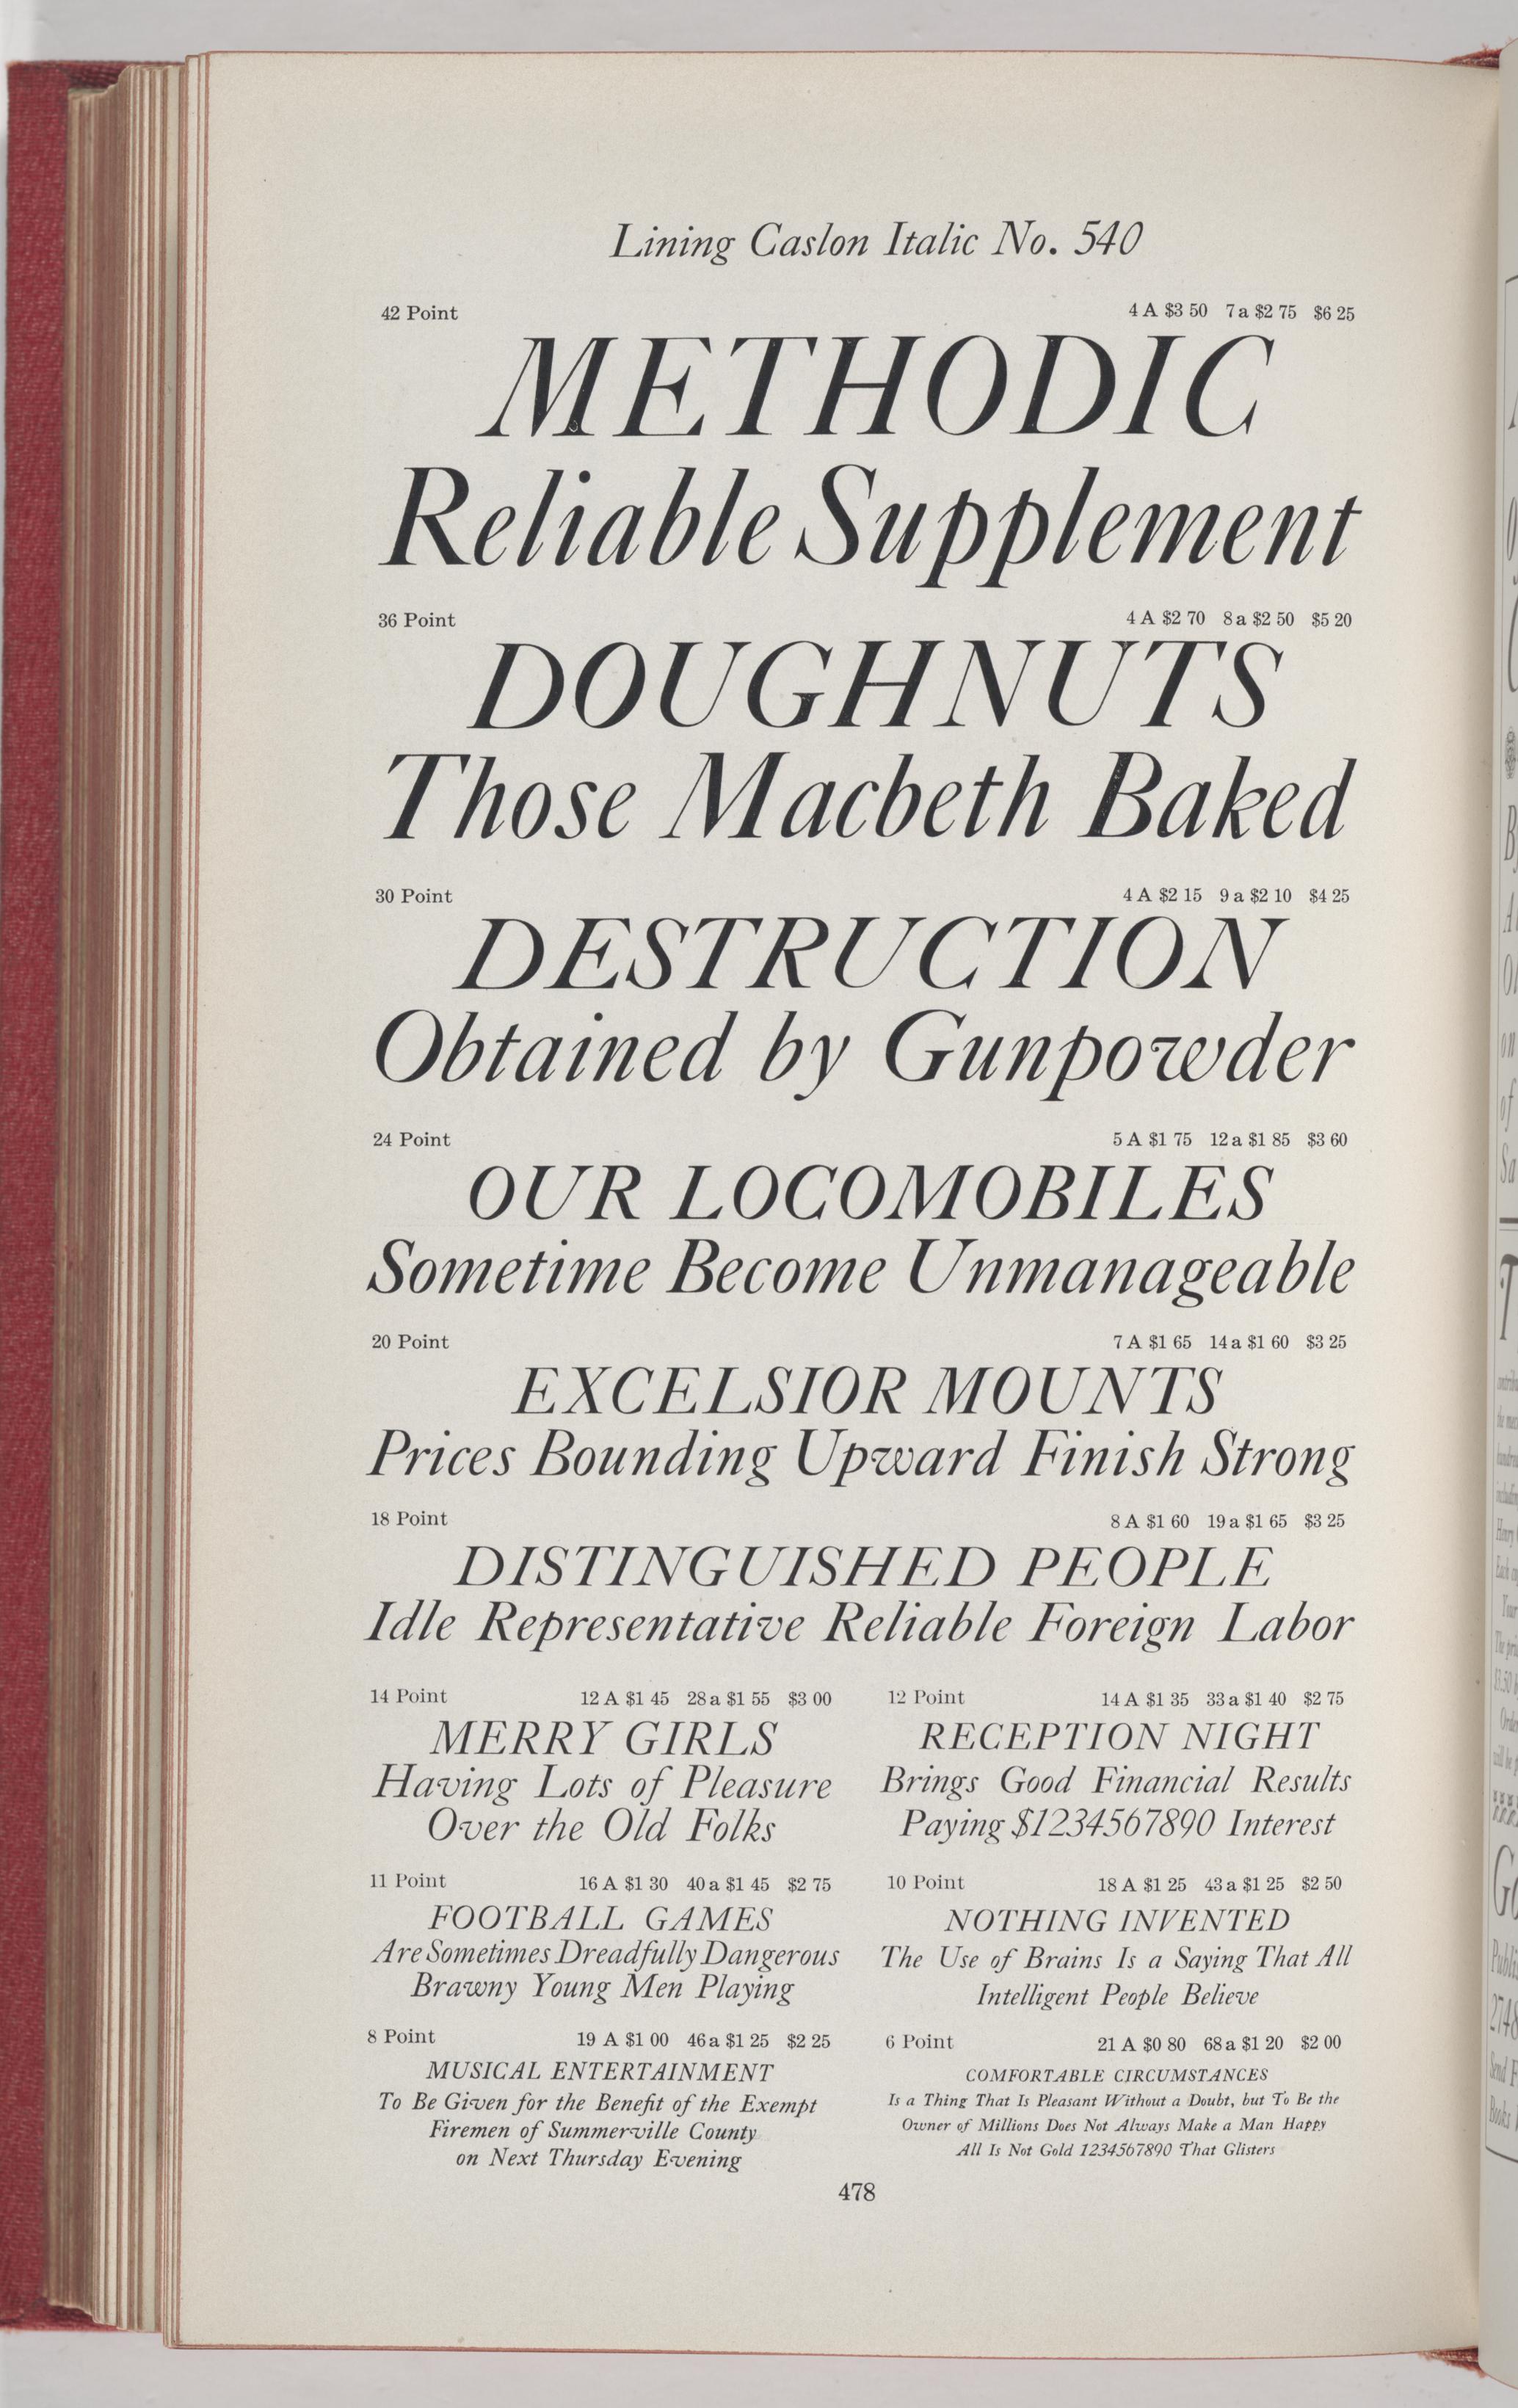 Lining Caslon Italic No. 540
42 Point 4 A $3 50 7 a $2 75 $6 25
METHODIC
Reliable Supplement
36 Point 4 A $2 70 8 a $2 50 $5 20
DOUGHNUTS
Those Macbeth Baked
30 Point 4 A $2 15 9 a $2 10 $4 25
DESTRUCTION
Obtained by Gunpowder
24 Point 5 A $1 75 12 a $1 85 $3 60
OUR LOCOMOBILES
Sometime Become Unmanageable
20 Point 7 A $1 65 14 a $1 60 $3 25
EXCELSIOR MOUNTS
Prices Bounding Upward Finish Strong
18 Point 8 A $1 60 19 a $1 65 $3 25
DISTINGUISHED PEOPLE
Idle Representative Reliable Foreign Labor
14 Point 12 A $1 45 28 a $1 55 $3 00
MERRY GIRLS
Having Lots of Pleasure
Over the Old Folks
12 Point 14 A $1 35 33 a $1 40 $2 75
RECEPTION NIGHT
Brings Good Financial Results
Paying $1234567890 Interest
11 Point 16 A $1 30 40 a $1 45 $2 75
FOOTBALL GAMES
Are Sometimes Dreadfully Dangerous
Brawny Young Men Playing
10 Point 18 A $1 25 43 a $1 25 $2 50
NOTHING INVENTED
The Use of Brains Is a Saying That All
Intelligent People Believe
8 Point 19 A $1 00 46 a $1 25 $2 25
MUSICAL ENTERTAINMENT
To Be Given for the Benefit of the Exempt
Firemen of Summerville County
on Next Thursday Evening
6 Point 21 A $0 80 68 a $1 20 $2 00
COMFORTABLE CIRCUMSTANCES
Is a Thing That Is Pleasant Without a Doubt, but To Be the
Owner of Millions Does Not Always Make a Man Happy
All Is Not Gold 1234567890 That Glisters
478